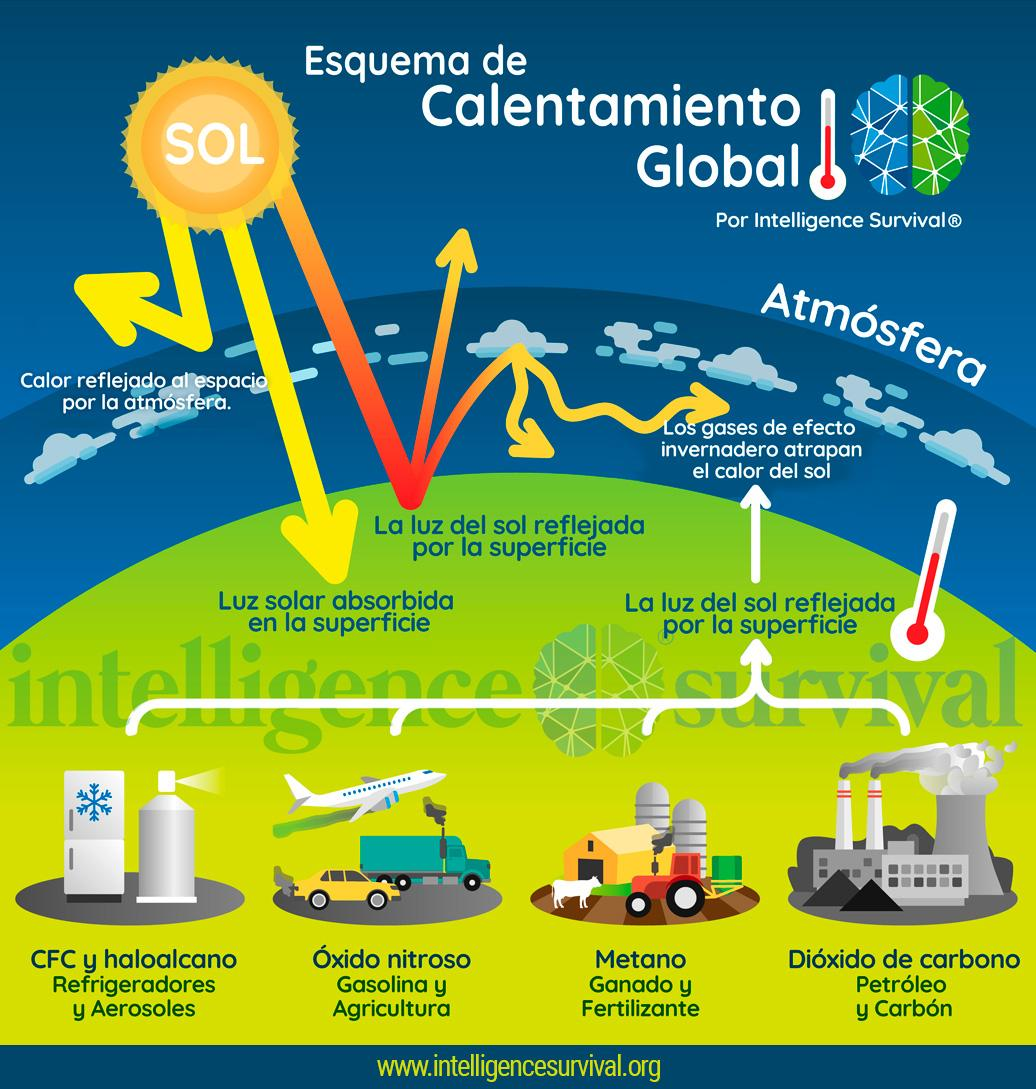 Esquema de
Calentamiento
Global
SOL
Por Intelligence Survival®
Atmósfera
Calor reflejado al espacio
por la atmósfera.
Los gases de efecto
invernadero atrapan
el calor del sol
La luz del sol reflejada
por la superficie
Luz solar absorbida
en la superficie
La luz del sol reflejada
por la superficie
intelligence survival
CFC y haloalcano
Refrigeradores
y Aerosoles
Óxido nitroso
Gasolina y
Agricultura
Metano
Ganado y
Fertilizante
Dióxido de carbono
Petróleo
y Carbón
www.intelligencesurvival.org